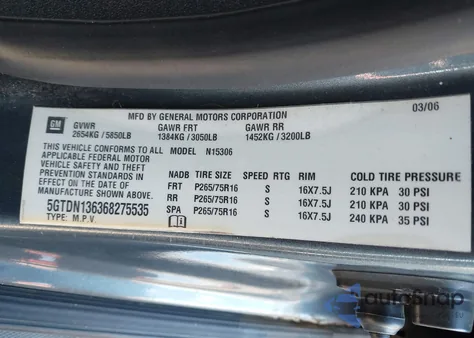 MFD BY GENERAL MOTORS CORPORATION 03/06
GM GVWR GAWR FRT GAWR RR
2654KG / 5850LB 1384KG / 3050LB 1452KG / 3200LB
THIS VEHICLE CONFORMS TO ALL MODEL N15306
APPLICABLE FEDERAL MOTOR
VEHICLE SAFETY AND THEFT
PREVENTION STANDARDS IN
EFFECT ON THE DATE OF
MANUFACTURE SHOWN ABOVE.
5GTDN136368275535
TYPE: M.P.V.
NADB TIRE SIZE SPEED RTG RIM COLD TIRE PRESSURE
FRT P265/75R16 S 16X7.5J 210 KPA 30 PSI
RR P265/75R16 S 16X7.5J 210 KPA 30 PSI
SPA P265/75R16 S 16X7.5J 240 KPA 35 PSI
autoSnap